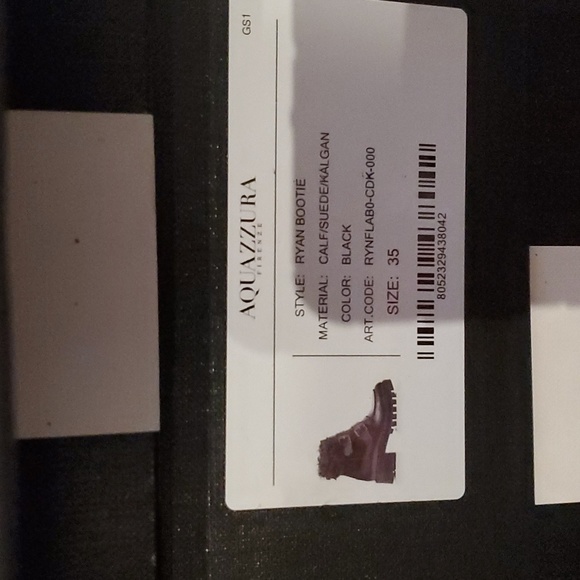 GS1
AQUAZZURA
FIRENZE
STYLE: RYAN BOOTIE
MATERIAL: CALF/SUEDE/KALGAN
COLOR: BLACK
ART.CODE: RYNFLAB0-CDK-000
SIZE: 35
8052329438042